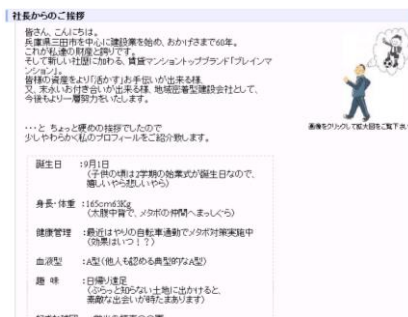 社長からのご挨拶
皆さん、こんにちは。
兵庫県三田市を中心に建設業を始め、おかげさまで60年。
これが私達の財産と誇りです。
そして新しい社歴に加わる、賃貸マンショントップブランド「ブレインマ
ンション」。
皆様の資産をより「活かす」お手伝いが出来る様、
又、末永いお付き合いが出来る様、地域密着型建設会社として、
今後もより一層努力をいたします。
・・・と ちょっと硬めの挨拶でしたので
少しやわらかく私のプロフィールをご紹介致します。
画像をクリックして拡大図をご覧下さ
誕生日 :9月1日
(子供の頃は2学期の始業式が誕生日なので、
嬉しいやら悲しいやら)
身長・体重 :165cm63Kg
(太腹中背で、メタボの仲間へまっしぐら)
健康管理 :最近はやりの自転車通勤でメタボ対策実施中
(効果はいつ!?)
血液型 :A型(他人も認める典型的なA型)
趣 味 :日帰り遠足
(ぶらっと知らない土地に出かけると、
素敵な出会いが時たまあります)